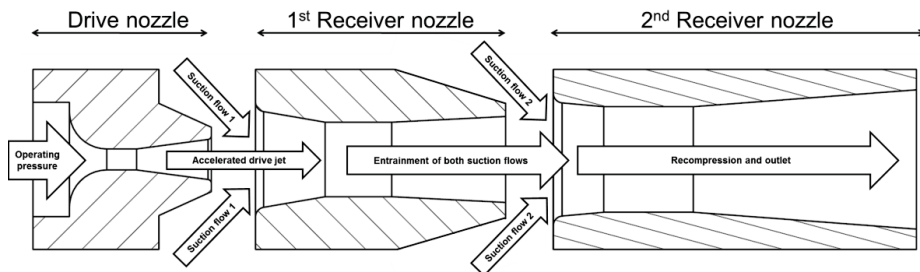 Drive nozzle
1st Receiver nozzle
2nd Receiver nozzle
Suction flow 1
Suction flow 2
Operating
pressure
Accelerated drive jet
Entrainment of both suction flows
Recompression and outlet
Suction flow 1
Suction flow 2